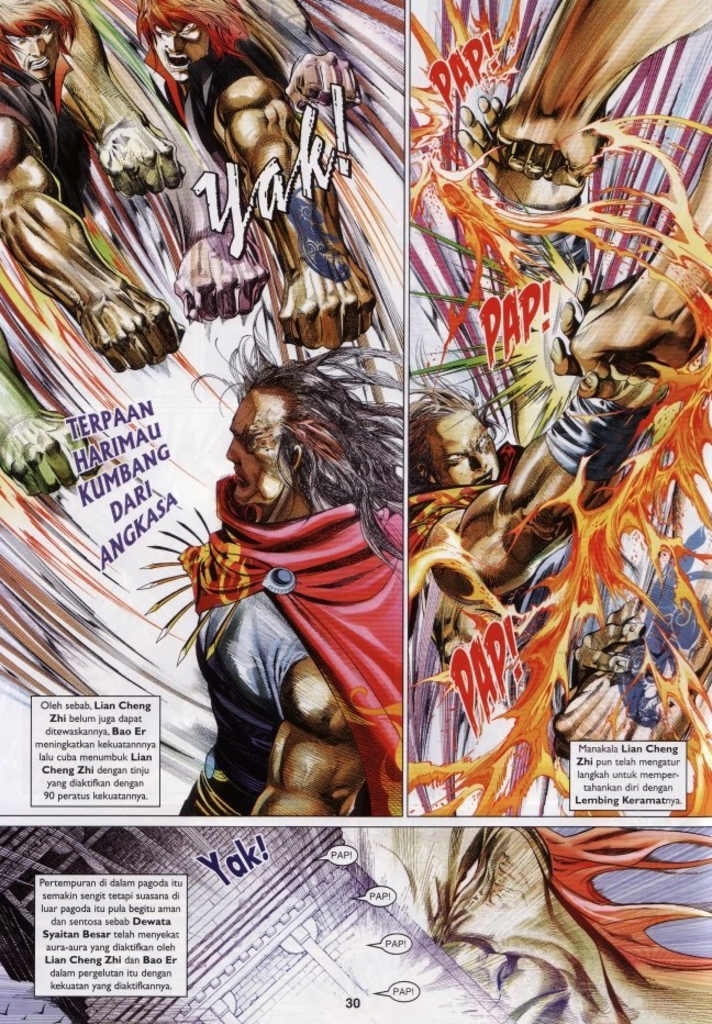 Yak!
TERPAAN
HARIMAU
KUMBANG
DARI
ANGKASA
Oleh sebab, Lian Cheng
Zhi belum juga dapat
ditewaskannya, Bao Er
meningkatkan kekuatannnya
lalu cuba menumbuk Lian
Cheng Zhi dengan tinju
yang diaktifkan dengan
90 peratus kekuatannya.
PAP!
PAP!
PAP!
Manakala Lian Cheng
Zhi pun telah mengatur
langkah untuk memper-
tahankan diri dengan
Lembing Keramatnya.
Yak!
PAP!
PAP!
PAP!
PAP!
Pertempuran di dalam pagoda itu
semakin sengit tetapi suasana di
luar pagoda itu pula begitu aman
dan sentosa sebab Dewata
Syaitan Besar telah menyekat
aura-aura yang diaktifkan oleh
Lian Cheng Zhi dan Bao Er
dalam pergelutan itu dengan
kekuatan yang diaktifkannya.
30